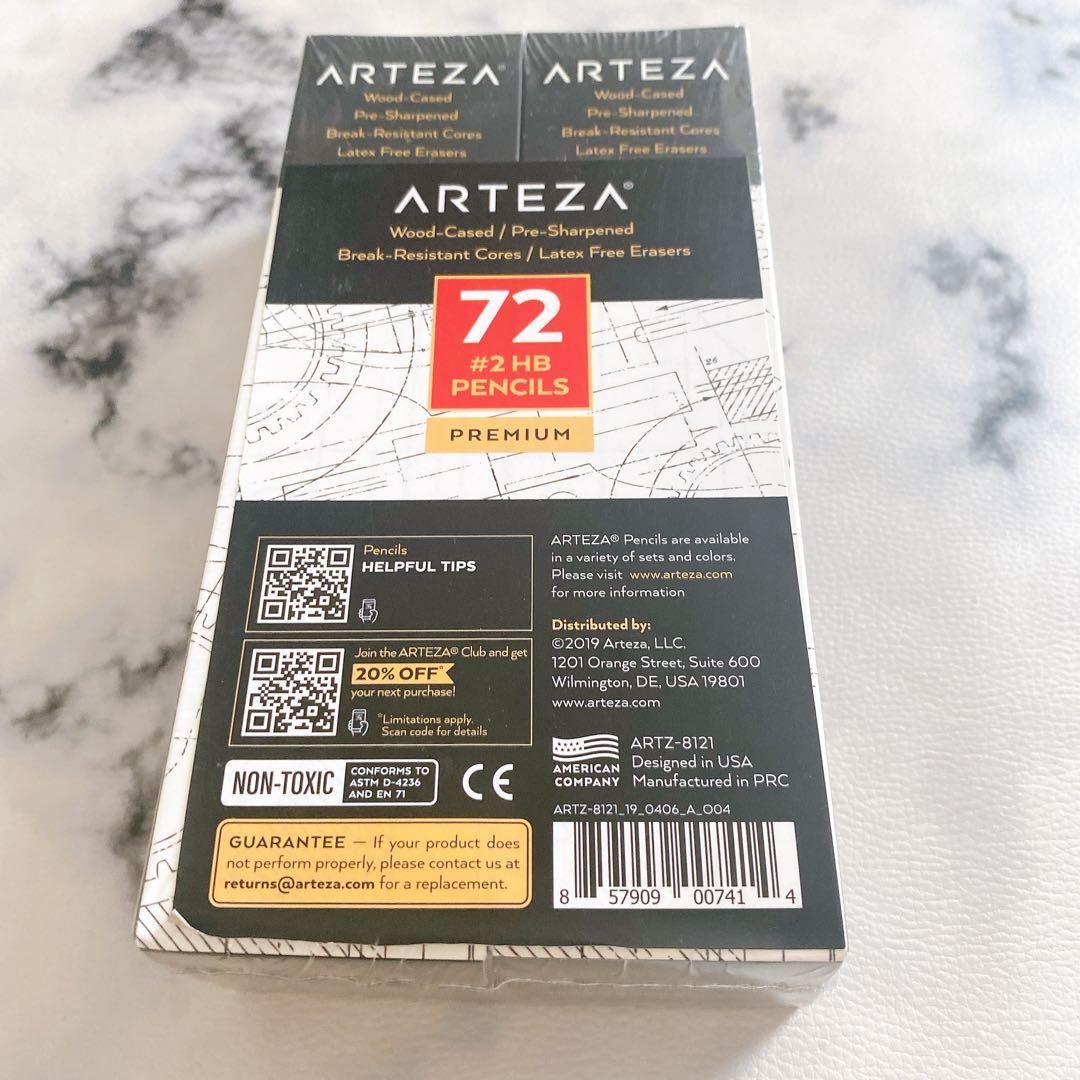 ARTEZA®
Wood-Cased
Pre-Sharpened
Break-Resistant Cores
Latex Free Erasers
ARTEZA®
Wood-Cased
Pre-Sharpened
Break-Resistant Cores
Latex Free Erasers
ARTEZA®
Wood-Cased / Pre-Sharpened
Break-Resistant Cores / Latex Free Erasers
72
#2 HB
PENCILS
PREMIUM
26
Pencils
HELPFUL TIPS
Join the ARTEZA® Club and get
20% OFF*
your next purchase!
*Limitations apply.
Scan code for details
NON-TOXIC
CONFORMS TO
ASTM D-4236
AND EN 71
CE
GUARANTEE — If your product does
not perform properly, please contact us at
returns@arteza.com for a replacement.
ARTEZA® Pencils are available
in a variety of sets and colors.
Please visit www.arteza.com
for more information
Distributed by:
©2019 Arteza, LLC.
1201 Orange Street, Suite 600
Wilmington, DE, USA 19801
www.arteza.com
AMERICAN
COMPANY
ARTZ-8121
Designed in USA
Manufactured in PRC
ARTZ-8121_19_0406_A_004
8 57909 00741 4